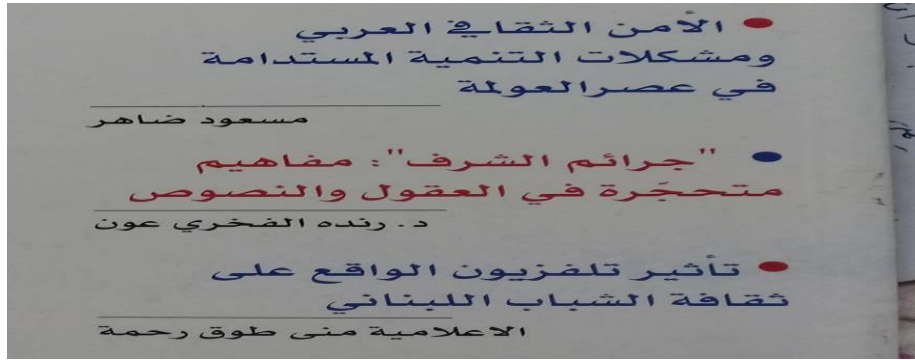 • الأمن الثقافي العربي
ومشكلات التنمية المستدامة
في عصر العولمة
مسعود ضاهر
• "جرائم الشرف": مفاهيم
متحجّرة في العقول والنصوص
د. رنده الفخري عون
• تأثير تلفزيون الواقع على
ثقافة الشباب اللبناني
الاعلامية منى طوق رحمة